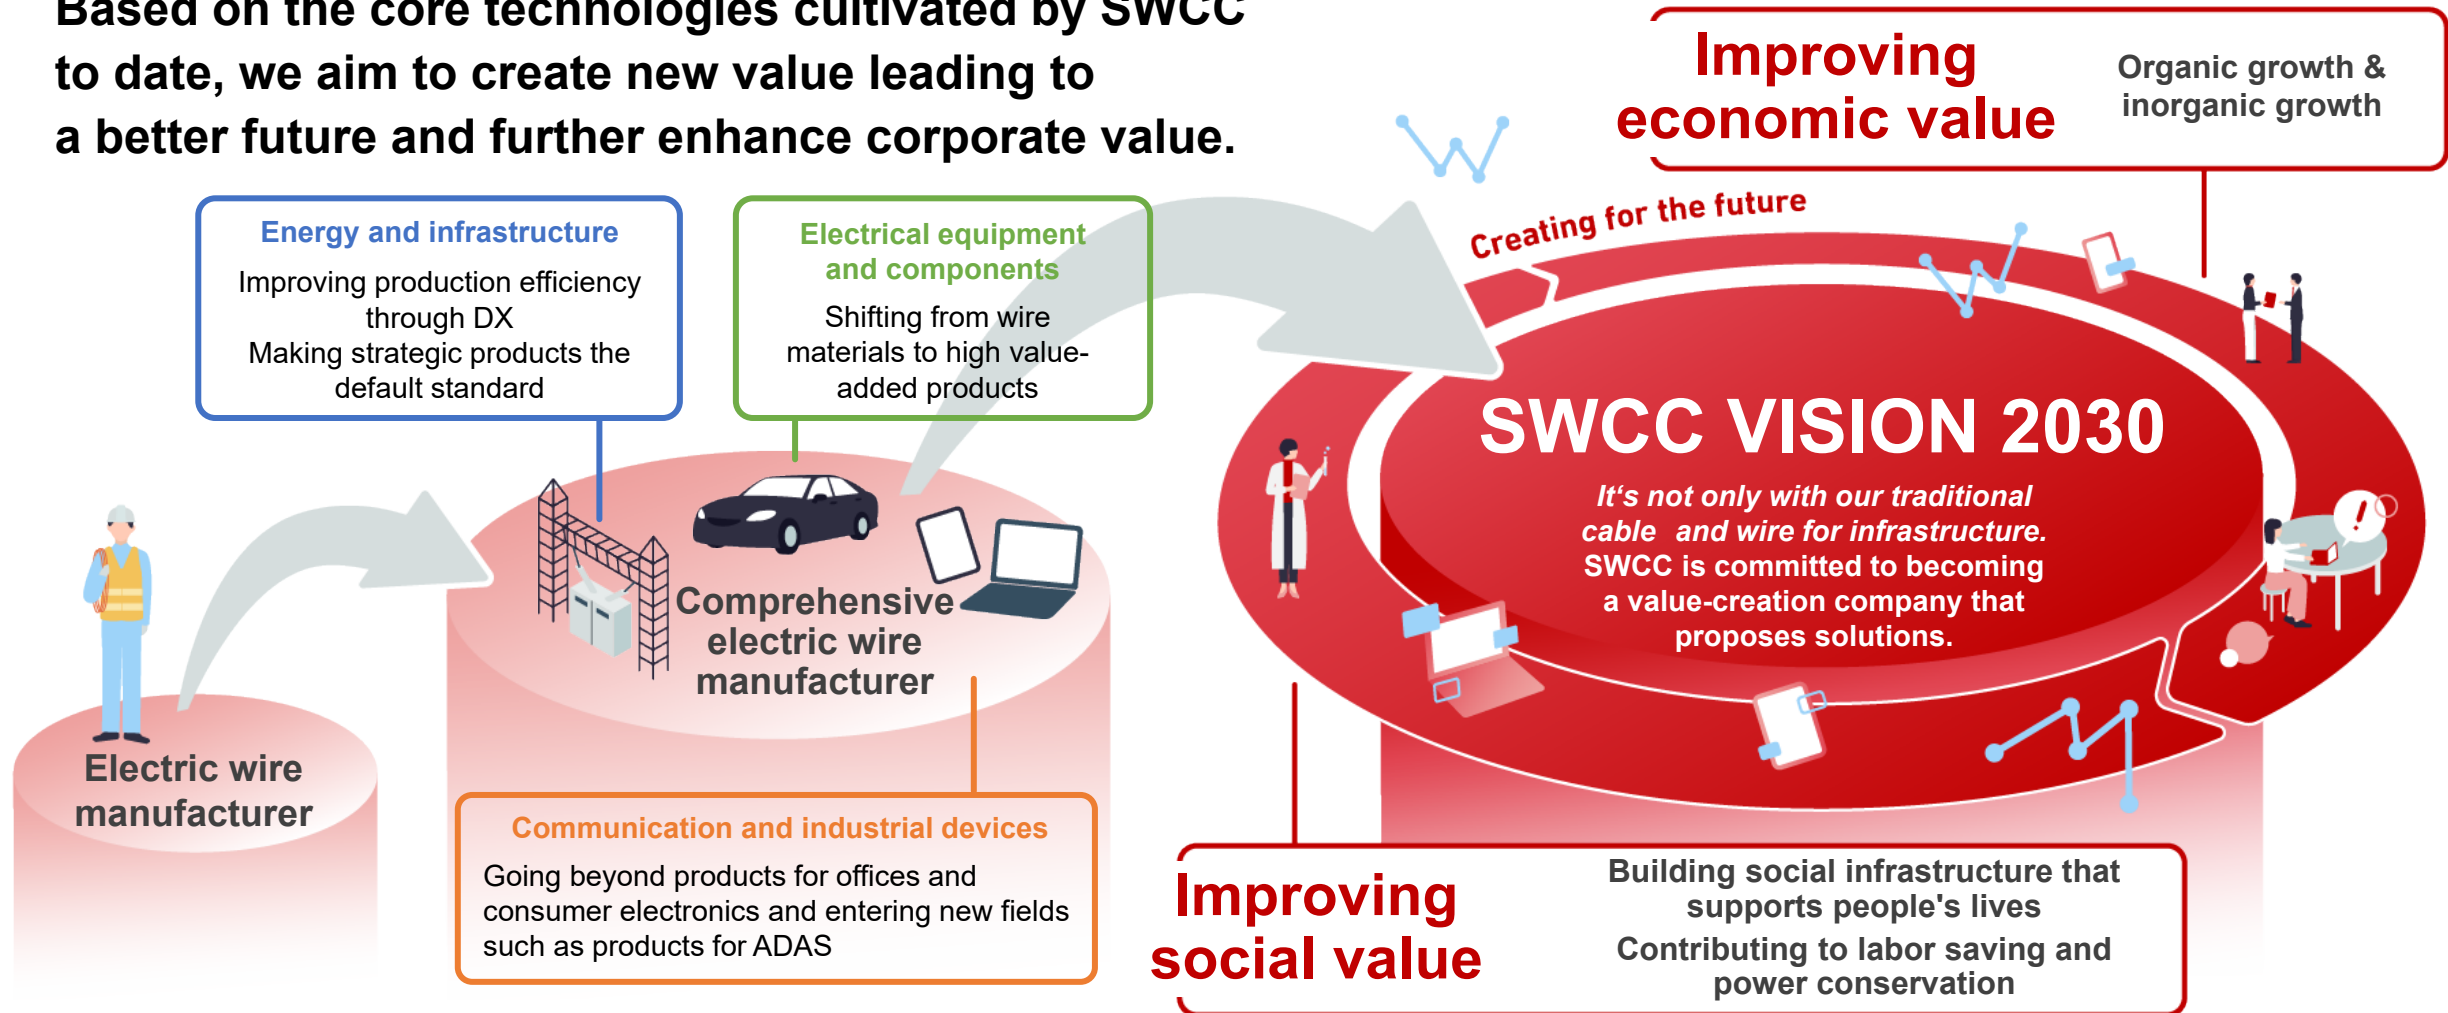 Based on the core technologies cultivated by SWCC
to date, we aim to create new value leading to
a better future and further enhance corporate value.
Improving
economic value
Organic growth &
inorganic growth
Creating for the future
Energy and infrastructure
Improving production efficiency
through DX
Making strategic products the
default standard
Electrical equipment
and components
Shifting from wire
materials to high value-
added products
SWCC VISION 2030
It‘s not only with our traditional
cable and wire for infrastructure.
SWCC is committed to becoming
a value-creation company that
proposes solutions.
Comprehensive
electric wire
manufacturer
Electric wire
manufacturer
Communication and industrial devices
Going beyond products for offices and
consumer electronics and entering new fields
such as products for ADAS
Improving
social value
Building social infrastructure that
supports people's lives
Contributing to labor saving and
power conservation